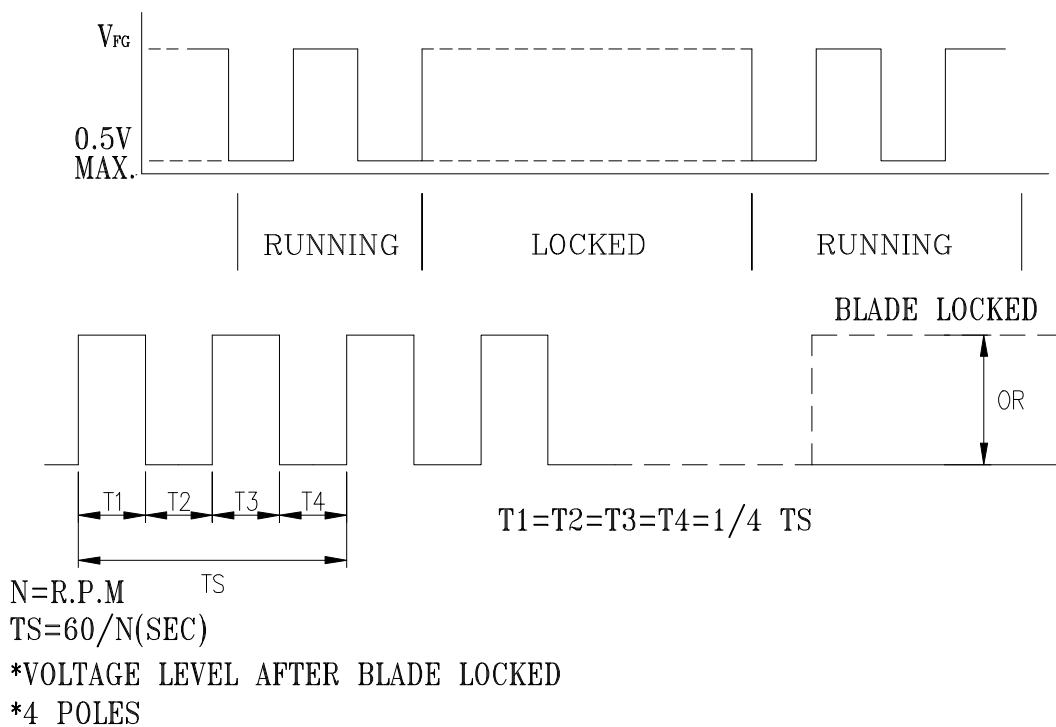 VFG
0.5V
MAX.
RUNNING LOCKED RUNNING
BLADE LOCKED
OR
T1 T2 T3 T4
T1=T2=T3=T4=1/4 TS
TS
N=R.P.M
TS=60/N(SEC)
*VOLTAGE LEVEL AFTER BLADE LOCKED
*4 POLES